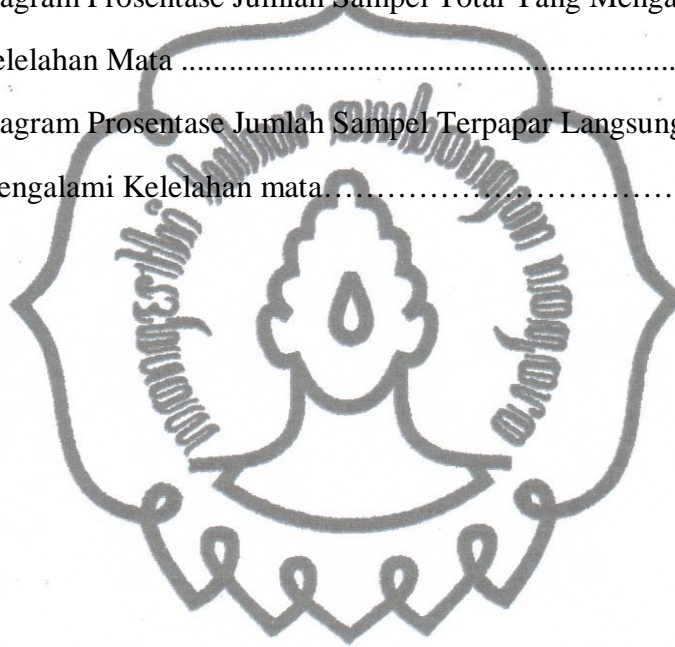 agram Prosentase Jumlah Sampel Total Yang Menga
elelahan Mata ........................................................
agram Prosentase Jumlah Sampel Terpapar Langsung
engalami Kelelahan mata……………………………